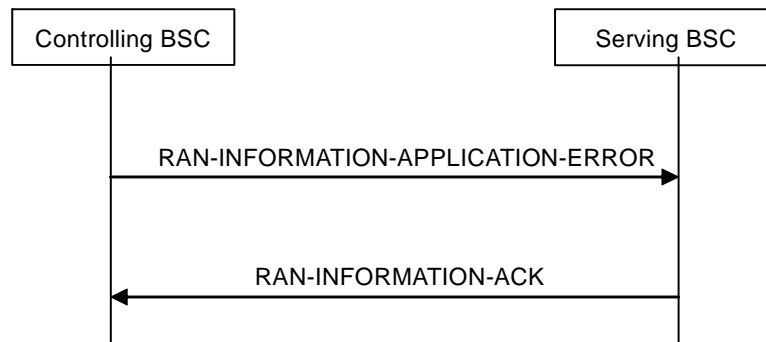 Controlling BSC
Serving BSC
RAN-INFORMATION-APPLICATION-ERROR
RAN-INFORMATION-ACK